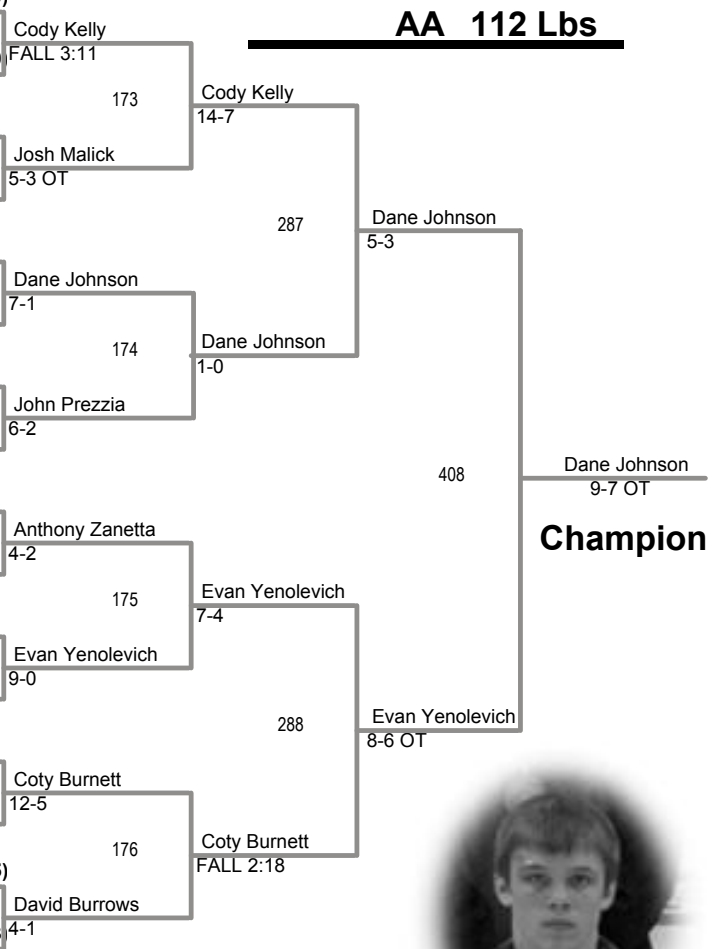 AA 112 Lbs
Cody Kelly
FALL 3:11
173
Cody Kelly
14-7
Josh Malick
5-3 OT
287
Dane Johnson
5-3
Dane Johnson
7-1
174
Dane Johnson
1-0
John Prezzia
6-2
408
Dane Johnson
9-7 OT
Champion
Anthony Zanetta
4-2
175
Evan Yenolevich
7-4
Evan Yenolevich
9-0
288
Evan Yenolevich
8-6 OT
Coty Burnett
12-5
176
Coty Burnett
FALL 2:18
David Burrows
4-1